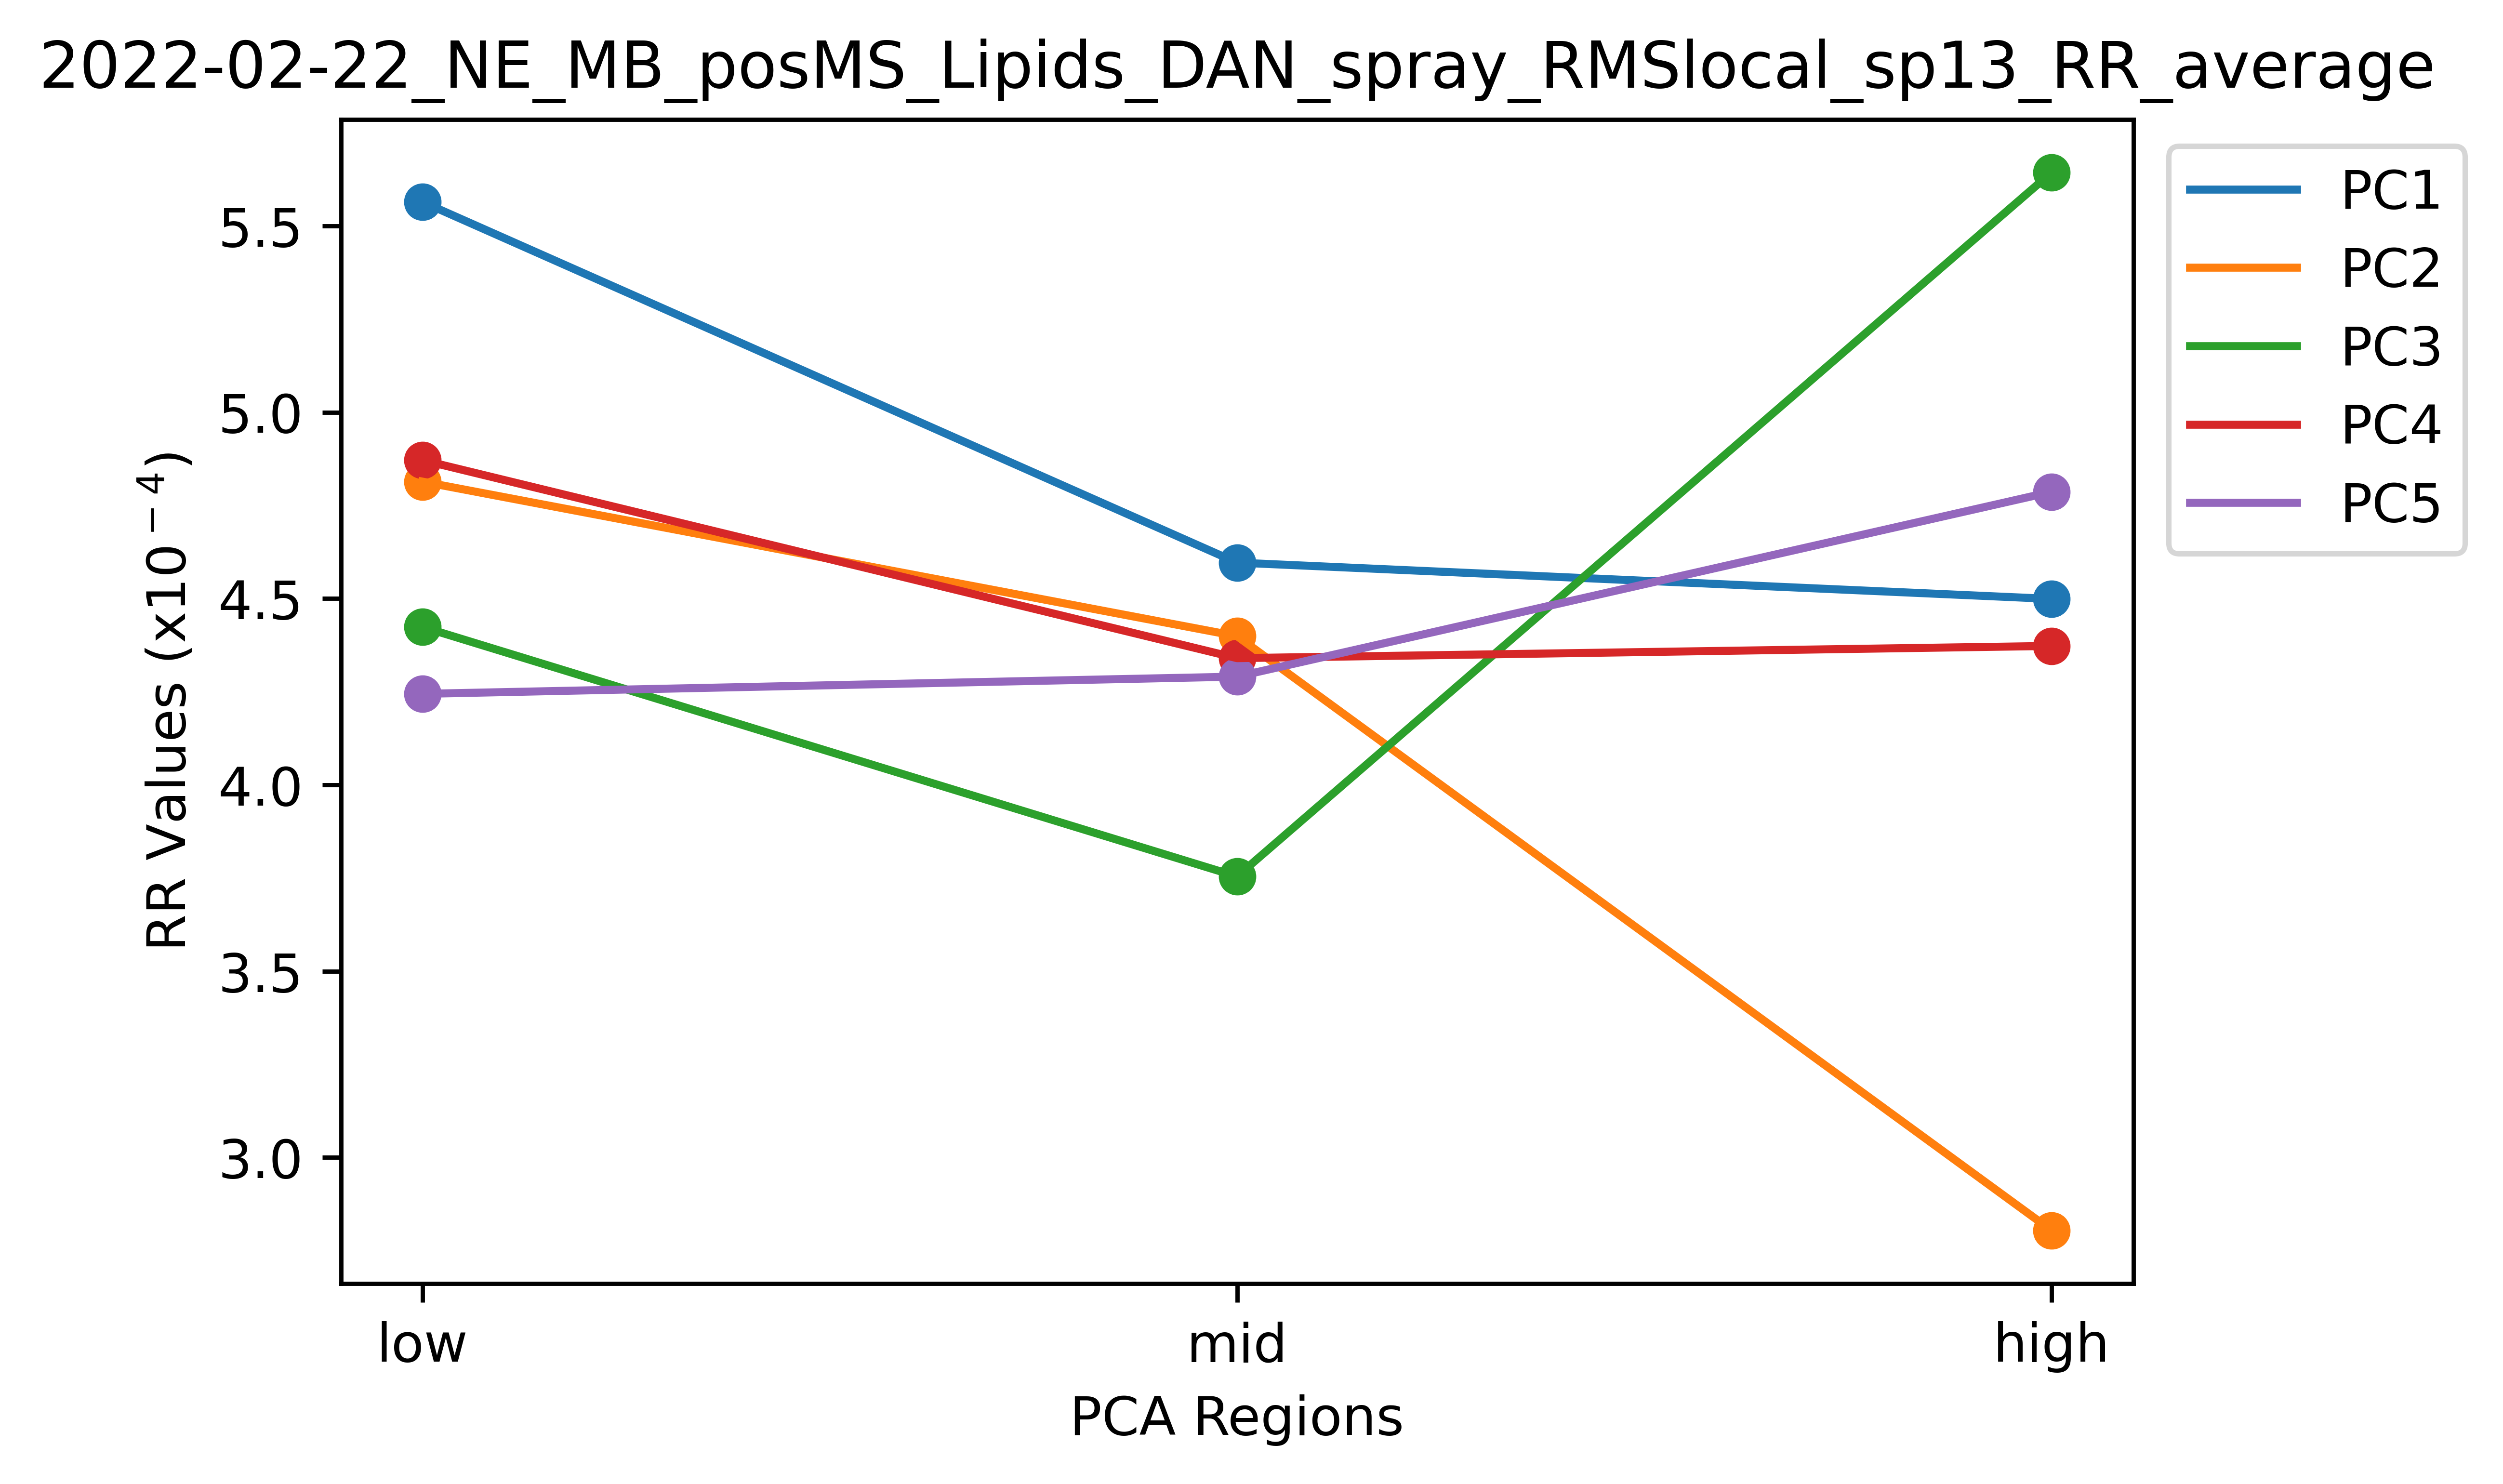 2022-02-22_NE_MB_posMS_Lipids_DAN_spray_RMSlocal_sp13_RR_average
RR Values (x10⁻⁴)
5.5
5.0
4.5
4.0
3.5
3.0
low mid high
PCA Regions
PC1
PC2
PC3
PC4
PC5